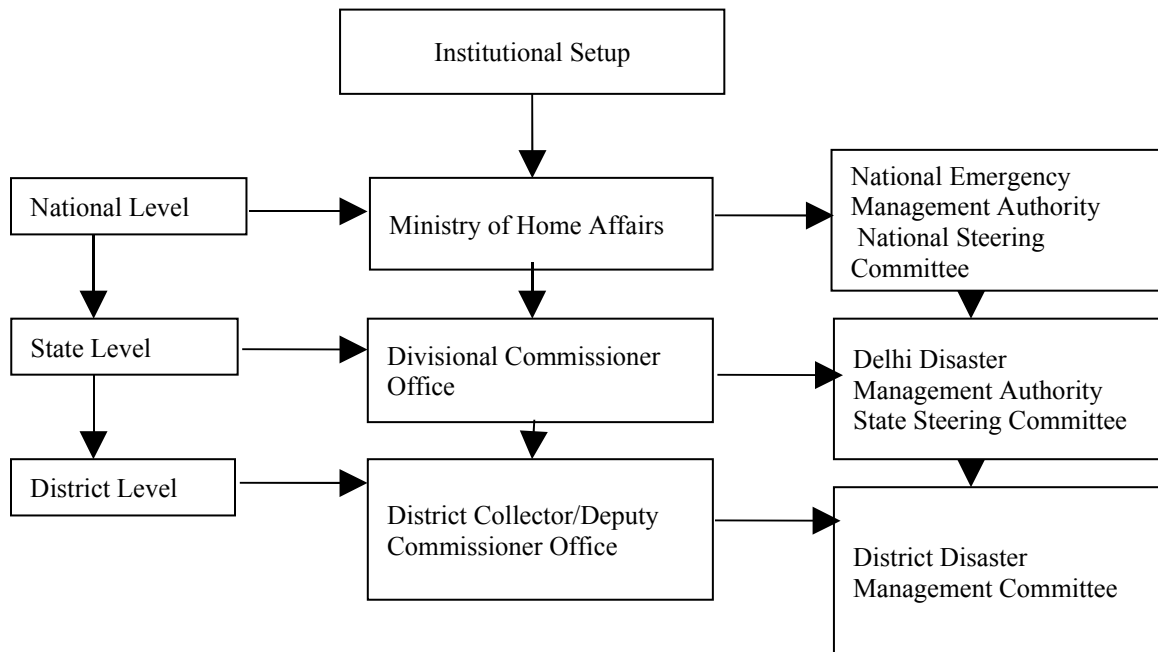 Institutional Setup
National Level
Ministry of Home Affairs
National Emergency
Management Authority
National Steering
Committee
State Level
Divisional Commissioner
Office
Delhi Disaster
Management Authority
State Steering Committee
District Level
District Collector/Deputy
Commissioner Office
District Disaster
Management Committee